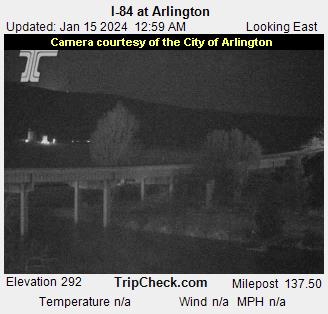 I-84 at Arlington
Updated: Jan 15 2024 12:59 AM Looking East
Camera courtesy of the City of Arlington
Elevation 292 TripCheck.com Milepost 137.50
Temperature n/a Wind n/a MPH n/a